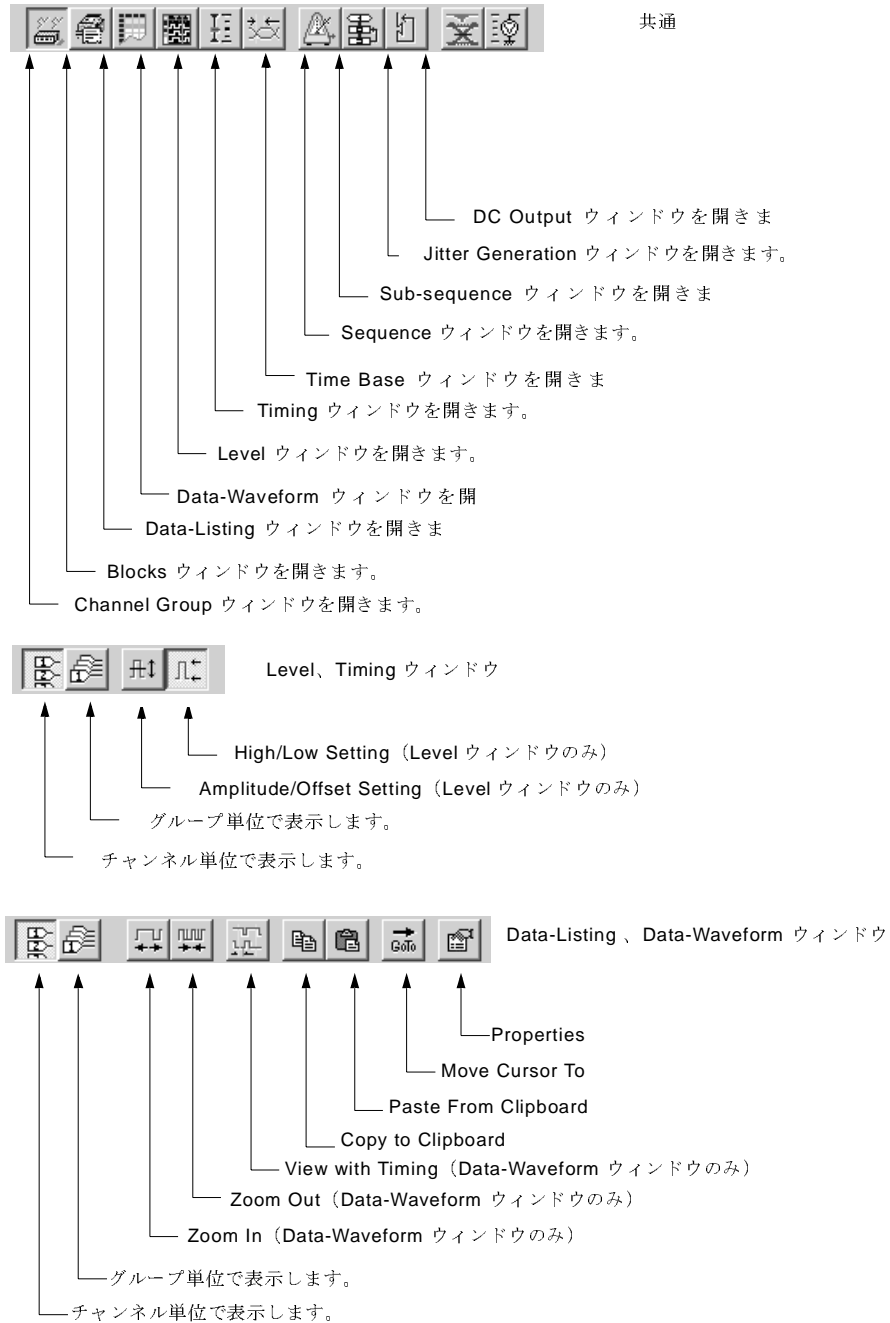 共通
DC Output ウィンドウを開きま
Jitter Generation ウィンドウを開きます。
Sub-sequence ウィンドウを開きま
Sequence ウィンドウを開きます。
Time Base ウィンドウを開きま
Timing ウィンドウを開きます。
Level ウィンドウを開きます。
Data-Waveform ウィンドウを開
Data-Listing ウィンドウを開きま
Blocks ウィンドウを開きます。
Channel Group ウィンドウを開きます。
Level、Timing ウィンドウ
High/Low Setting（Level ウィンドウのみ）
Amplitude/Offset Setting（Level ウィンドウのみ）
グループ単位で表示します。
チャンネル単位で表示します。
GoTo
Data-Listing 、Data-Waveform ウィンドウ
Properties
Move Cursor To
Paste From Clipboard
Copy to Clipboard
View with Timing（Data-Waveform ウィンドウのみ）
Zoom Out（Data-Waveform ウィンドウのみ）
Zoom In（Data-Waveform ウィンドウのみ）
グループ単位で表示します。
チャンネル単位で表示します。